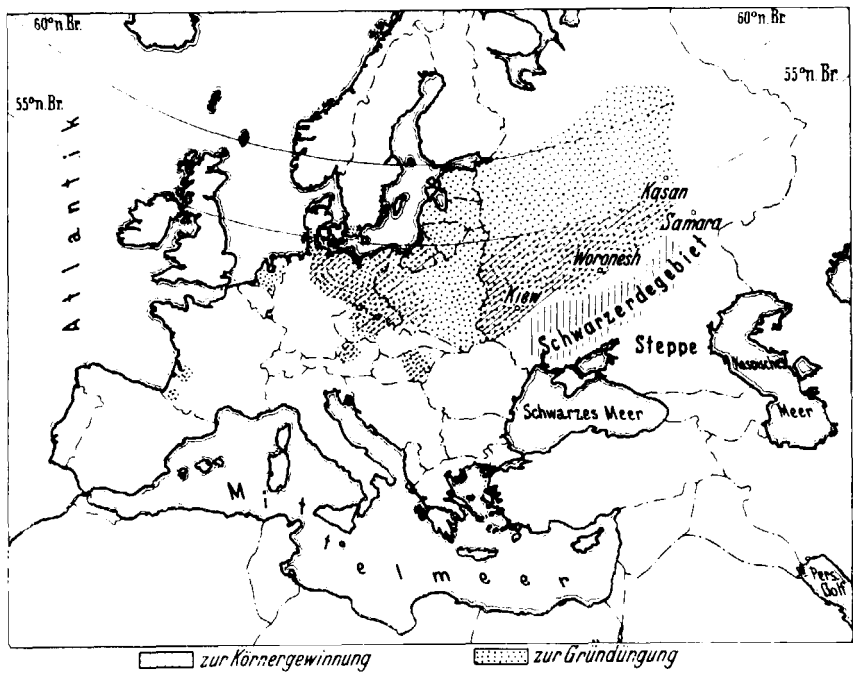 60°n.Br.
60°n.Br.
55°n.Br.
55°n.Br.
Atlantik
Kasan
Samara
Woronesh
Kiew
Schwarzerdegebiet
Steppe
Kaspisches
Meer
Schwarzes Meer
Mittelmeer
Pers.
Golf
zur Körnergewinnung
zur Gründüngung